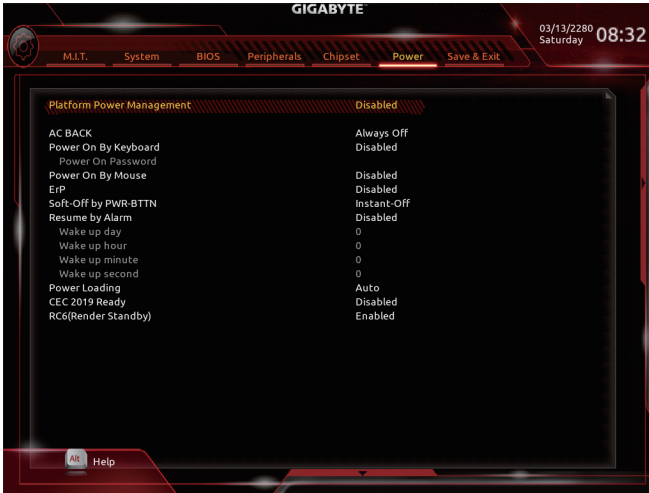 GIGABYTE™
03/13/2280 08:32
Saturday
M.I.T. System BIOS Peripherals Chipset Power Save & Exit
Platform Power Management Disabled
AC BACK Always Off
Power On By Keyboard Disabled
Power On Password
Power On By Mouse Disabled
ErP Disabled
Soft-Off by PWR-BTTN Instant-Off
Resume by Alarm Disabled
Wake up day 0
Wake up hour 0
Wake up minute 0
Wake up second 0
Power Loading Auto
CEC 2019 Ready Disabled
RC6(Render Standby) Enabled
Alt Help